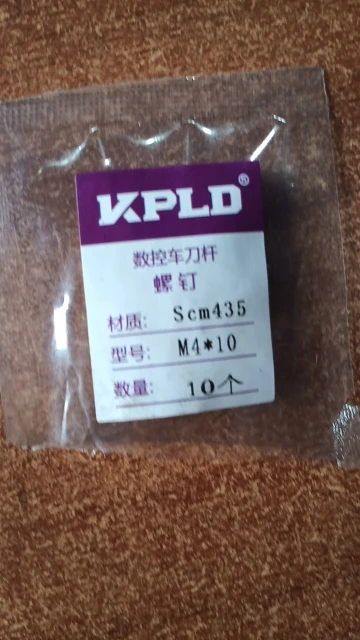 KPLD®
数控车刀杆
螺钉
材质: Scm435
型号: M4*10
数量: 10个